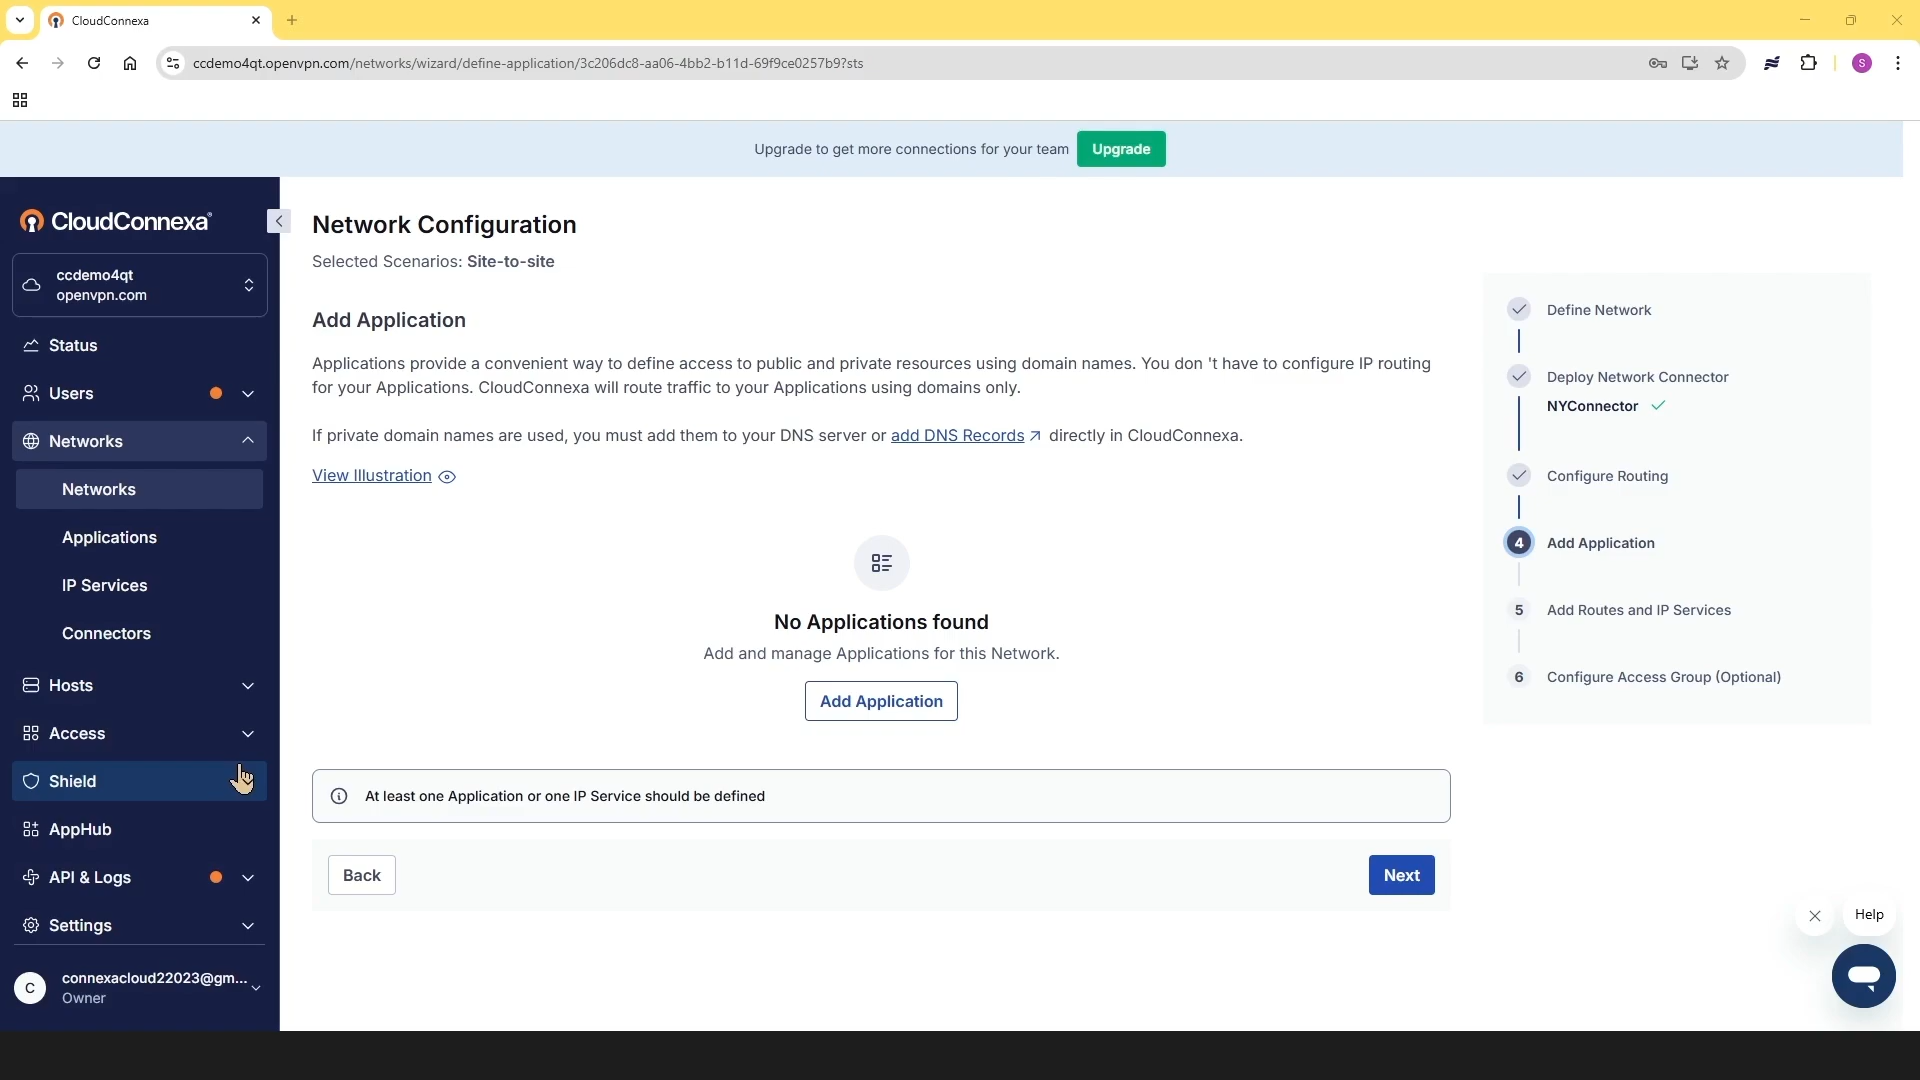 CloudConnexa
ccdemo4qt.openvpn.com/networks/wizard/define-application/3c206dc8-aa06-4bb2-b11d-69f9ce0257b9?sts
S
Upgrade to get more connections for your team
Upgrade
CloudConnexa®
ccdemo4qt
openvpn.com
Status
Users
Networks
Networks
Applications
IP Services
Connectors
Hosts
Access
Shield
AppHub
API & Logs
Settings
C
connexacloud22023@gm...
Owner
Network Configuration
Selected Scenarios: Site-to-site
Add Application
Applications provide a convenient way to define access to public and private resources using domain names. You don 't have to configure IP routing
for your Applications. CloudConnexa will route traffic to your Applications using domains only.
If private domain names are used, you must add them to your DNS server or add DNS Records directly in CloudConnexa.
View Illustration
No Applications found
Add and manage Applications for this Network.
Add Application
At least one Application or one IP Service should be defined
Back
Next
Define Network
Deploy Network Connector
NYConnector
Configure Routing
4 Add Application
5 Add Routes and IP Services
6 Configure Access Group (Optional)
Help